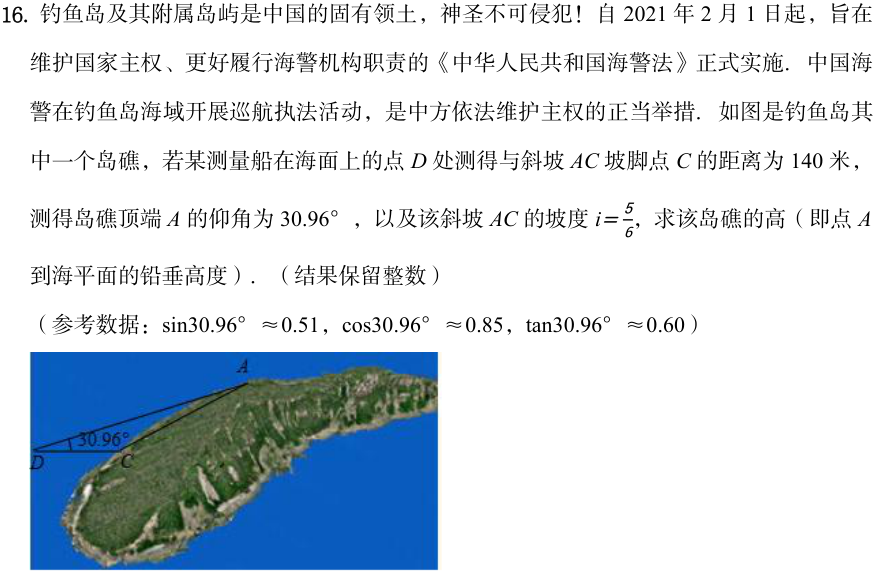 16. 钓鱼岛及其附属岛屿是中国的固有领土，神圣不可侵犯！自 2021 年 2 月 1 日起，旨在
维护国家主权、更好履行海警机构职责的《中华人民共和国海警法》正式实施．中国海
警在钓鱼岛海域开展巡航执法活动，是中方依法维护主权的正当举措．如图是钓鱼岛其
中一个岛礁，若某测量船在海面上的点 D 处测得与斜坡 AC 坡脚点 C 的距离为 140 米，
测得岛礁顶端 A 的仰角为 30.96°，以及该斜坡 AC 的坡度 i=5/6，求该岛礁的高（即点 A
到海平面的铅垂高度）．（结果保留整数）
（参考数据：sin30.96°≈0.51，cos30.96°≈0.85，tan30.96°≈0.60）
A
30.96°
D
C